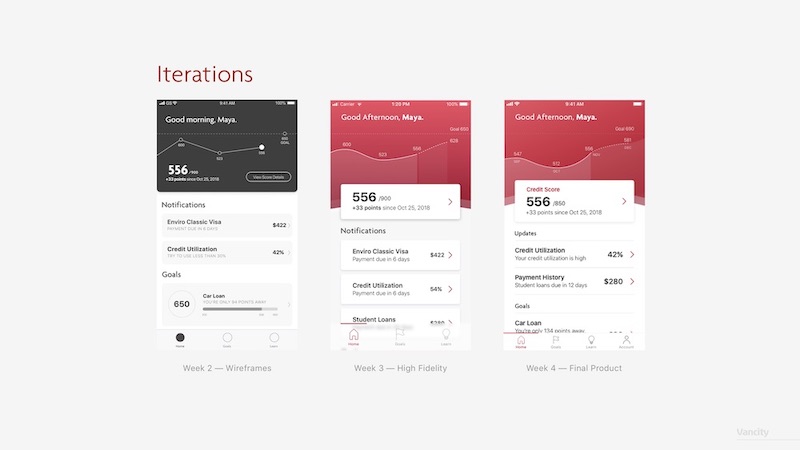 Iterations
GS
9:41 AM
100%
Good morning, Maya.
600
523
556
650
GOAL
556/900
+33 points since Oct 25, 2018
View Score Details
Notifications
Enviro Classic Visa
PAYMENT DUE IN 6 DAYS
$422
Credit Utilization
TRY TO USE LESS THAN 30%
42%
Goals
650
Car Loan
YOU'RE ONLY 94 POINTS AWAY
Home
Goals
Learn
Week 2 — Wireframes
Carrer
1:29 PM
100%
Good Afternoon, Maya.
Goal 650
600
523
556
628
556 /900
+33 points since Oct 25, 2018
Notifications
Enviro Classic Visa
Payment due in 6 days
$422
Credit Utilization
Payment due in 6 days
54%
Student Loans
$280
Home
Goals
Learn
Week 3 — High Fidelity
9:41 AM
100%
Good Afternoon, Maya.
Goal 690
547
512
556
581
Credit Score
556 /850
+33 points since Oct 25, 2018
Updates
Credit Utilization
Your credit utilization is high
42%
Payment History
Student loans due in 12 days
$280
Goals
Car Loan
You're only 134 points away
Home
Goals
Learn
Account
Week 4 — Final Product
Vancity